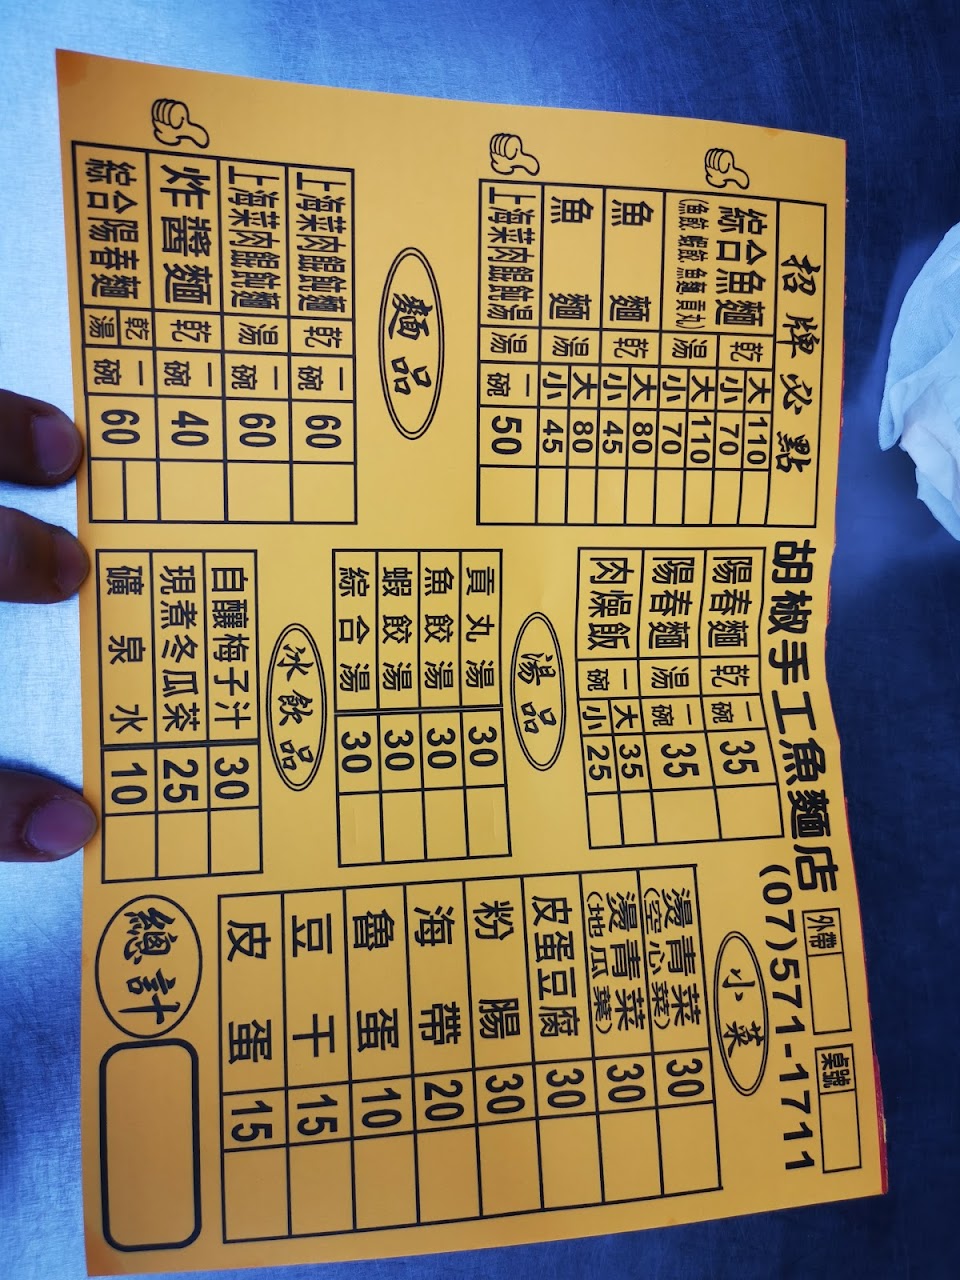 胡椒手工魚麵店
(07)571-1711
外帶
桌號
招牌必點
綜合魚麵 乾 大 110
小 70
(魚餃 蝦餃 魚麵 貢丸) 湯 大 110
小 70
魚麵 乾 大 80
小 45
魚麵 湯 大 80
小 45
上海菜肉餛飩湯 湯 一碗 50
麵品
上海菜肉餛飩麵 乾 一碗 60
上海菜肉餛飩麵 湯 一碗 60
炸醬麵 乾 一碗 40
綜合陽春麵 乾 湯 一碗 60
陽春麵 乾 一碗 35
陽春麵 湯 一碗 35
肉燥飯 一碗 大 35
小 25
湯品
貢丸湯 30
魚餃湯 30
蝦餃湯 30
綜合湯 30
冰飲品
自釀梅子汁 30
現煮冬瓜茶 25
礦泉水 10
小菜
燙青菜 30
(空心菜)
燙青菜 30
(地瓜葉)
皮蛋豆腐 30
粉腸 30
海帶 20
魯蛋 10
豆干 15
皮蛋 15
總計